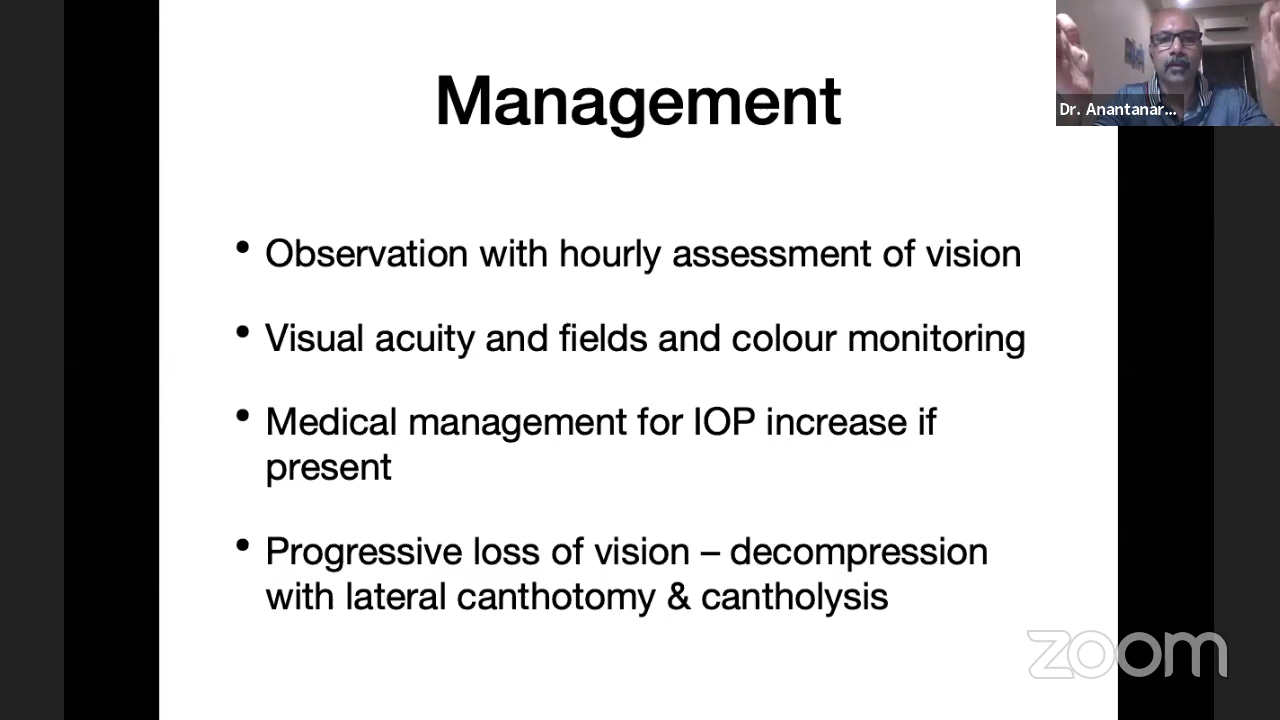 Management
Dr. Anantanar...
• Observation with hourly assessment of vision
• Visual acuity and fields and colour monitoring
• Medical management for IOP increase if
present
• Progressive loss of vision – decompression
with lateral canthotomy & cantholysis
zoom